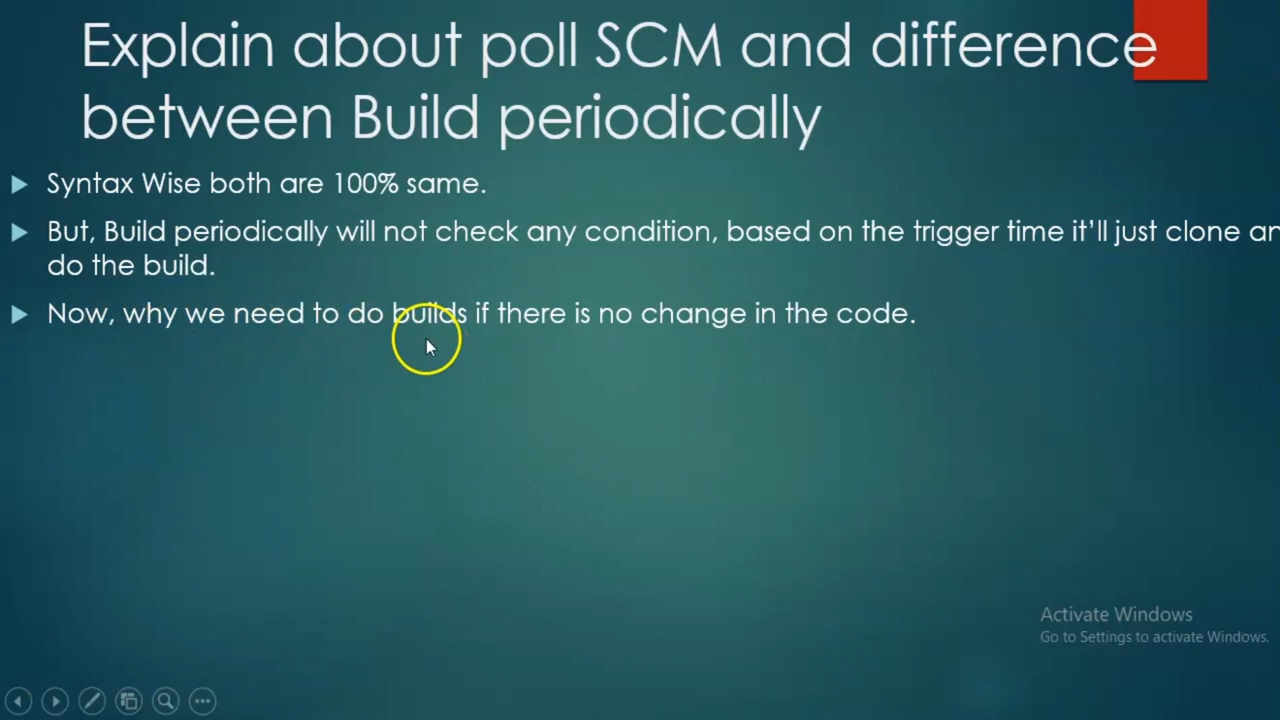 Explain about poll SCM and difference
between Build periodically
Syntax Wise both are 100% same.
But, Build periodically will not check any condition, based on the trigger time it'll just clone
do the build.
Now, why we need to do builds if there is no change in the code.
Activate Windows
Go to Settings to activate Windows.